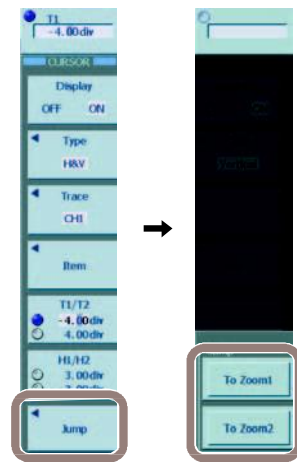 T1
-4.00div
CURSOR
Display
OFF ON
Type
H&V
Trace
CH1
Item
T1/T2
-4.00div
4.00div
H1/H2
3.00div
Jump
To Zoom1
To Zoom2